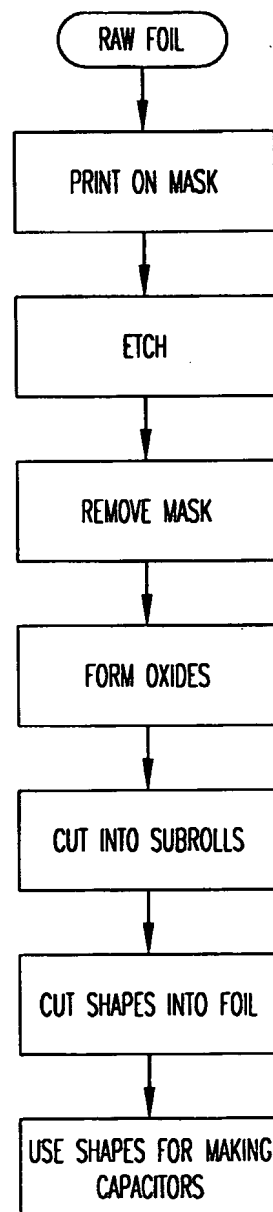 RAW FOIL
PRINT ON MASK
ETCH
REMOVE MASK
FORM OXIDES
CUT INTO SUBROLLS
CUT SHAPES INTO FOIL
USE SHAPES FOR MAKING
CAPACITORS